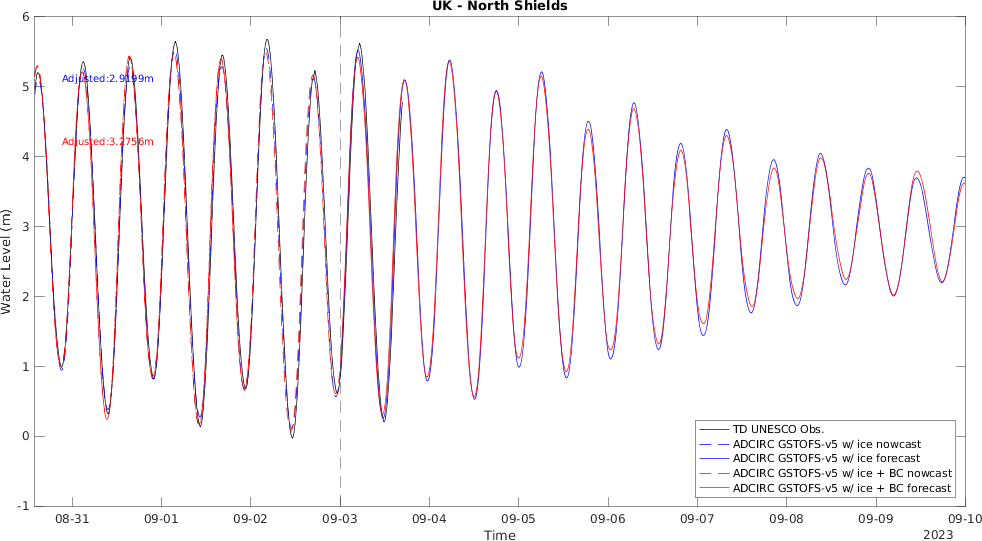 UK - North Shields
6
5
4
3
2
1
0
-1
Water Level (m)
Adjusted:2.9199m
Adjusted:3.2756m
TD UNESCO Obs.
ADCIRC GSTOFS-v5 w/ ice nowcast
ADCIRC GSTOFS-v5 w/ ice forecast
ADCIRC GSTOFS-v5 w/ ice + BC nowcast
ADCIRC GSTOFS-v5 w/ ice + BC forecast
08-31 09-01 09-02 09-03 09-04 09-05 09-06 09-07 09-08 09-09 09-10
Time
2023